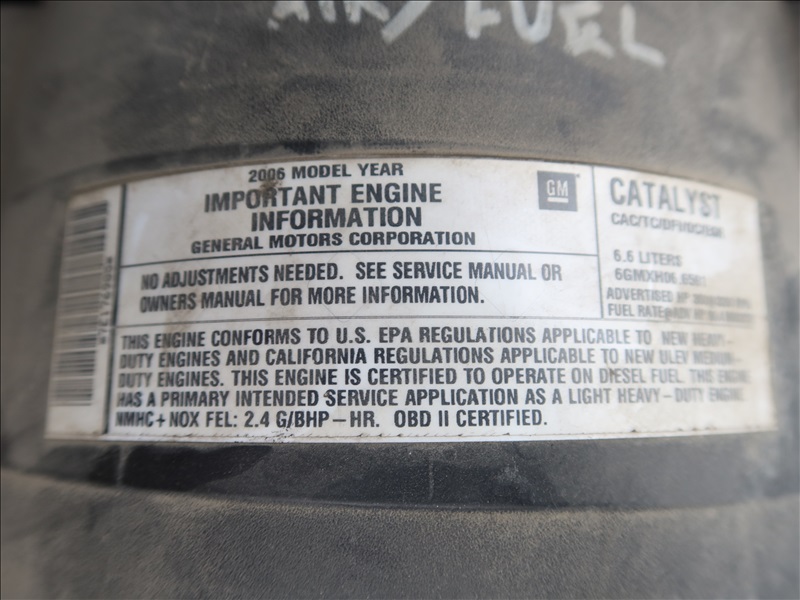 AIR/FUEL
2006 MODEL YEAR
IMPORTANT ENGINE
INFORMATION
GENERAL MOTORS CORPORATION
GM
CATALYST
NO ADJUSTMENTS NEEDED. SEE SERVICE MANUAL OR
OWNERS MANUAL FOR MORE INFORMATION.
6.6 LITERS
ADVERTISED HP
FUEL RATE
THIS ENGINE CONFORMS TO U.S. EPA REGULATIONS APPLICABLE TO NEW HEAVY-
DUTY ENGINES AND CALIFORNIA REGULATIONS APPLICABLE TO NEW ULEV MEDIUM-
DUTY ENGINES. THIS ENGINE IS CERTIFIED TO OPERATE ON DIESEL FUEL. THIS ENGINE
HAS A PRIMARY INTENDED SERVICE APPLICATION AS A LIGHT HEAVY-DUTY ENGINE
NMHC+NOX FEL: 2.4 G/BHP-HR. OBD II CERTIFIED.